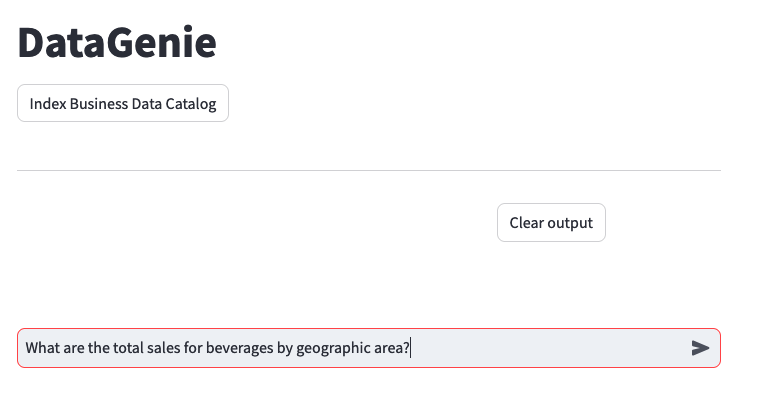 DataGenie
Index Business Data Catalog
Clear output
What are the total sales for beverages by geographic area?